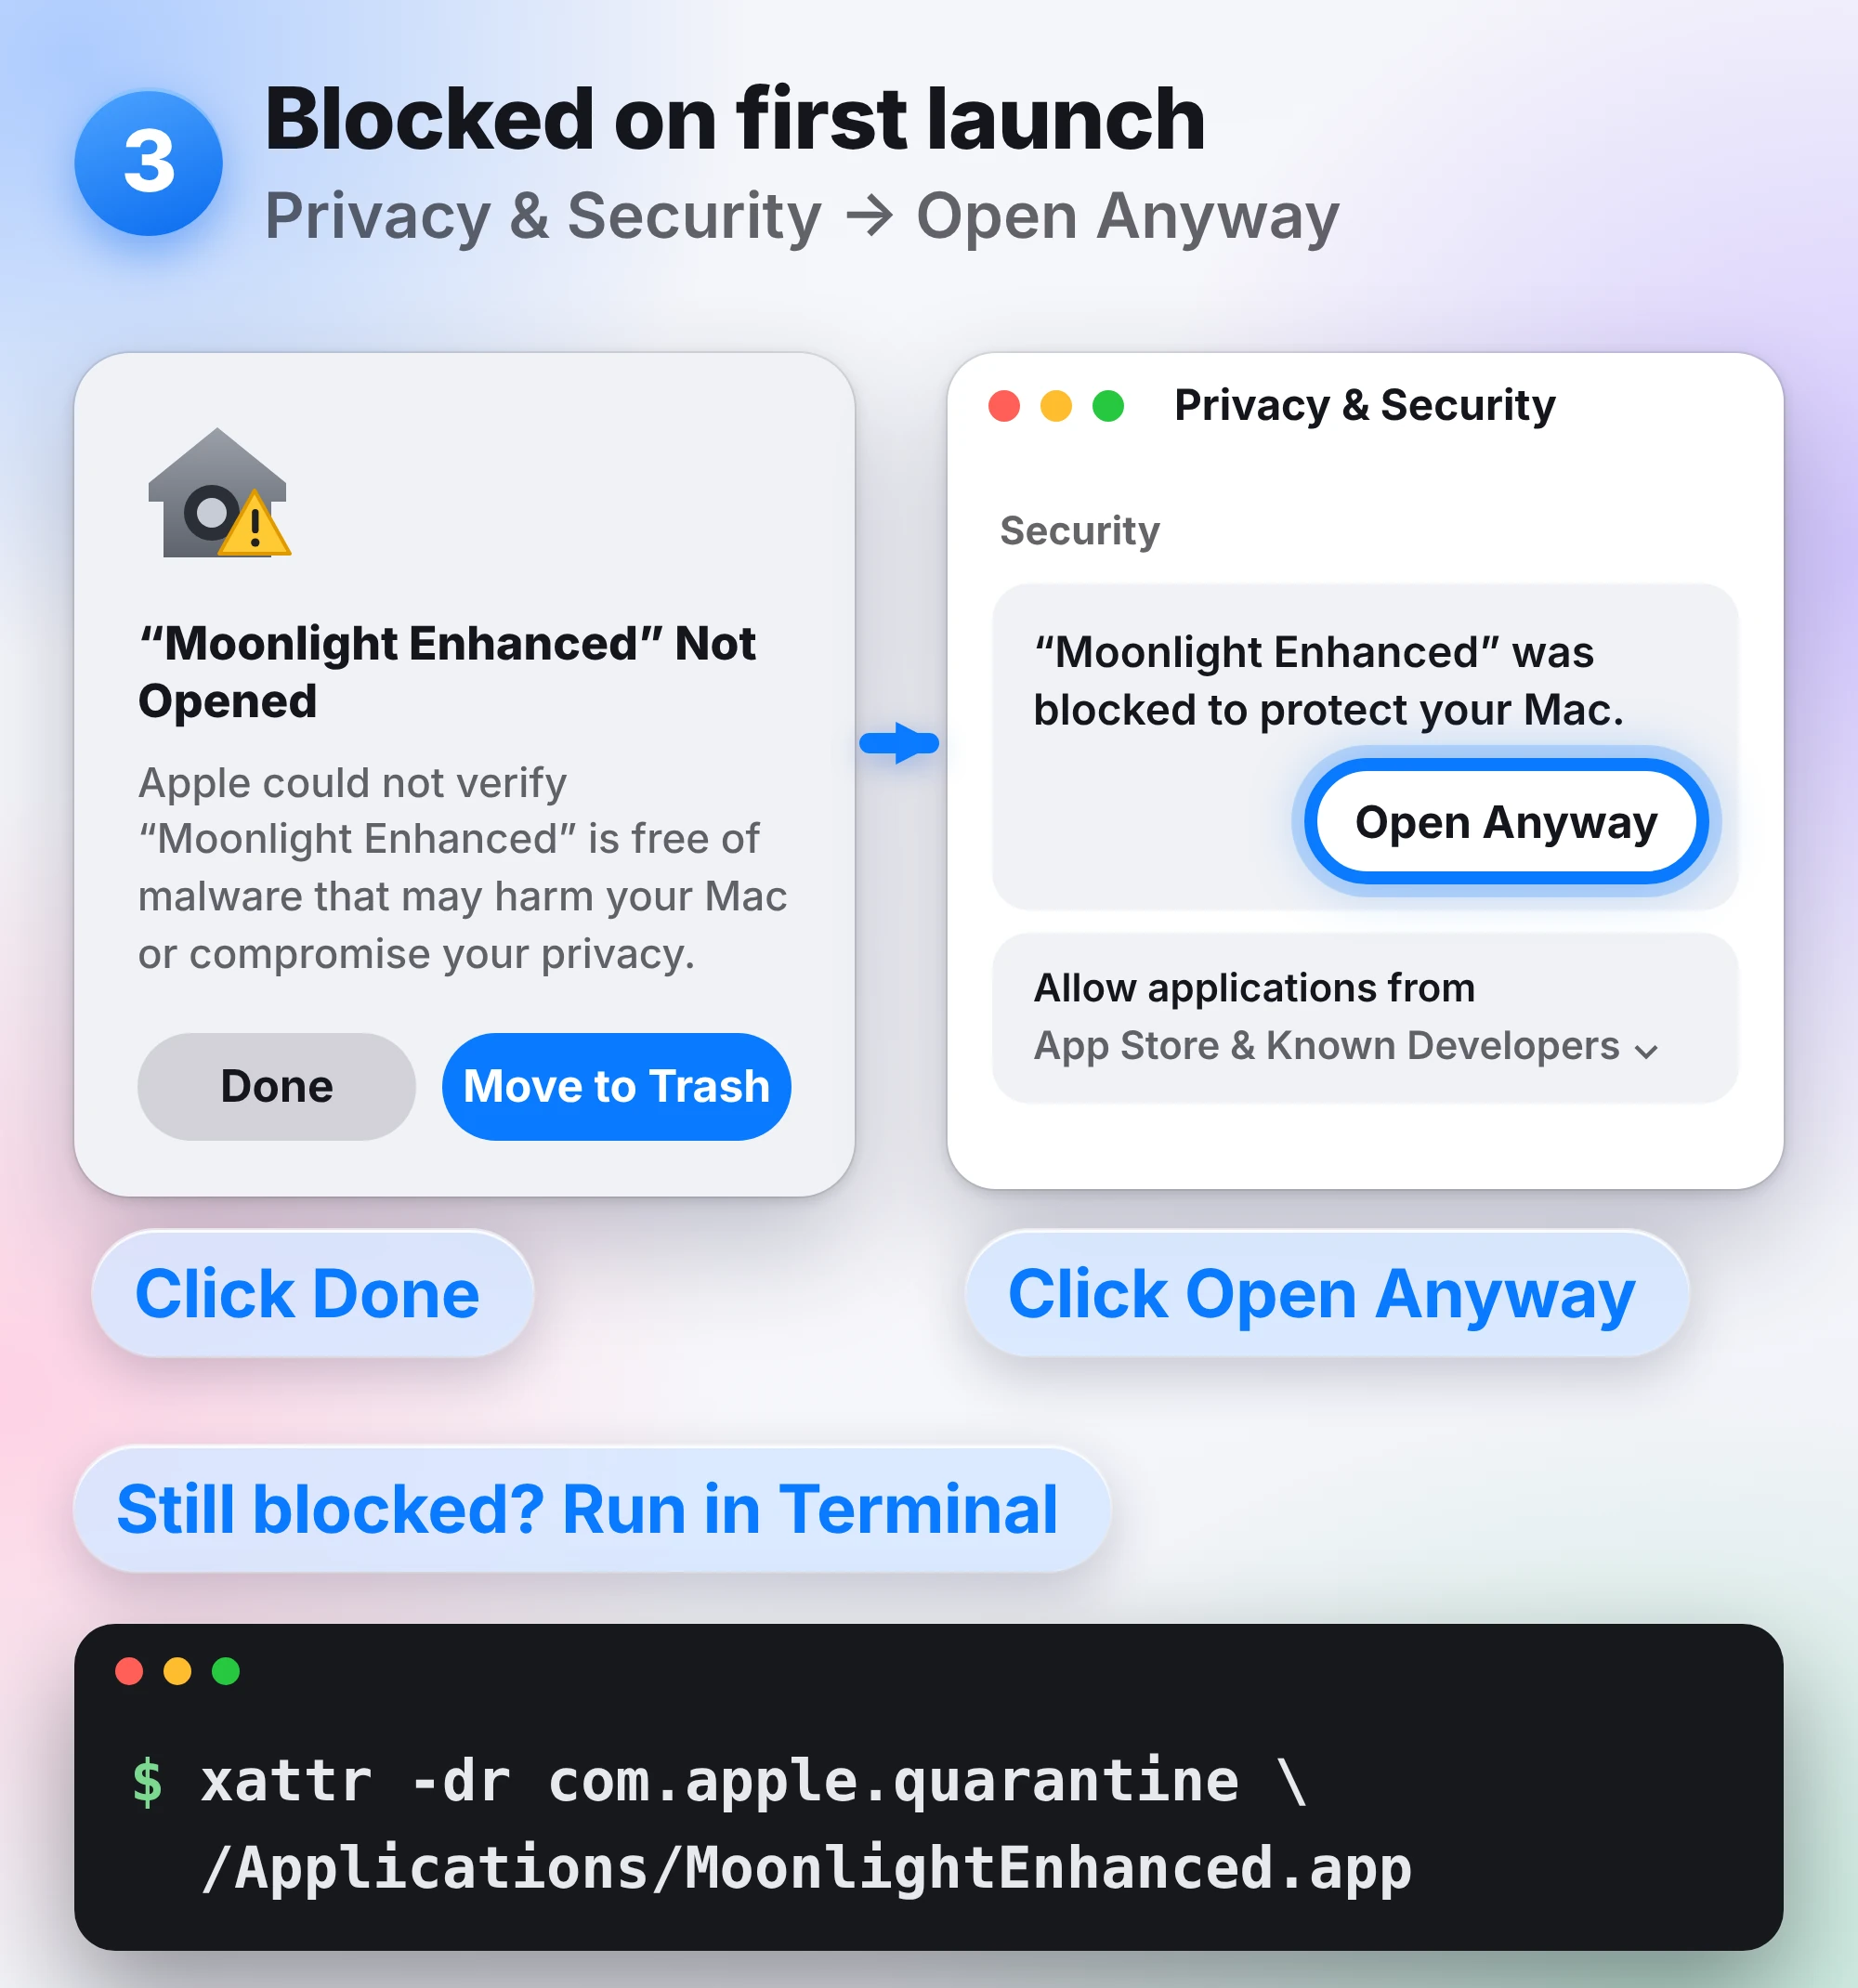 3
Blocked on first launch
Privacy & Security → Open Anyway
“Moonlight Enhanced” Not
Opened
Apple could not verify
“Moonlight Enhanced” is free of
malware that may harm your Mac
or compromise your privacy.
Done
Move to Trash
Click Done
Privacy & Security
Security
“Moonlight Enhanced” was
blocked to protect your Mac.
Open Anyway
Allow applications from
App Store & Known Developers
Click Open Anyway
Still blocked? Run in Terminal
$ xattr -dr com.apple.quarantine \
/Applications/MoonlightEnhanced.app